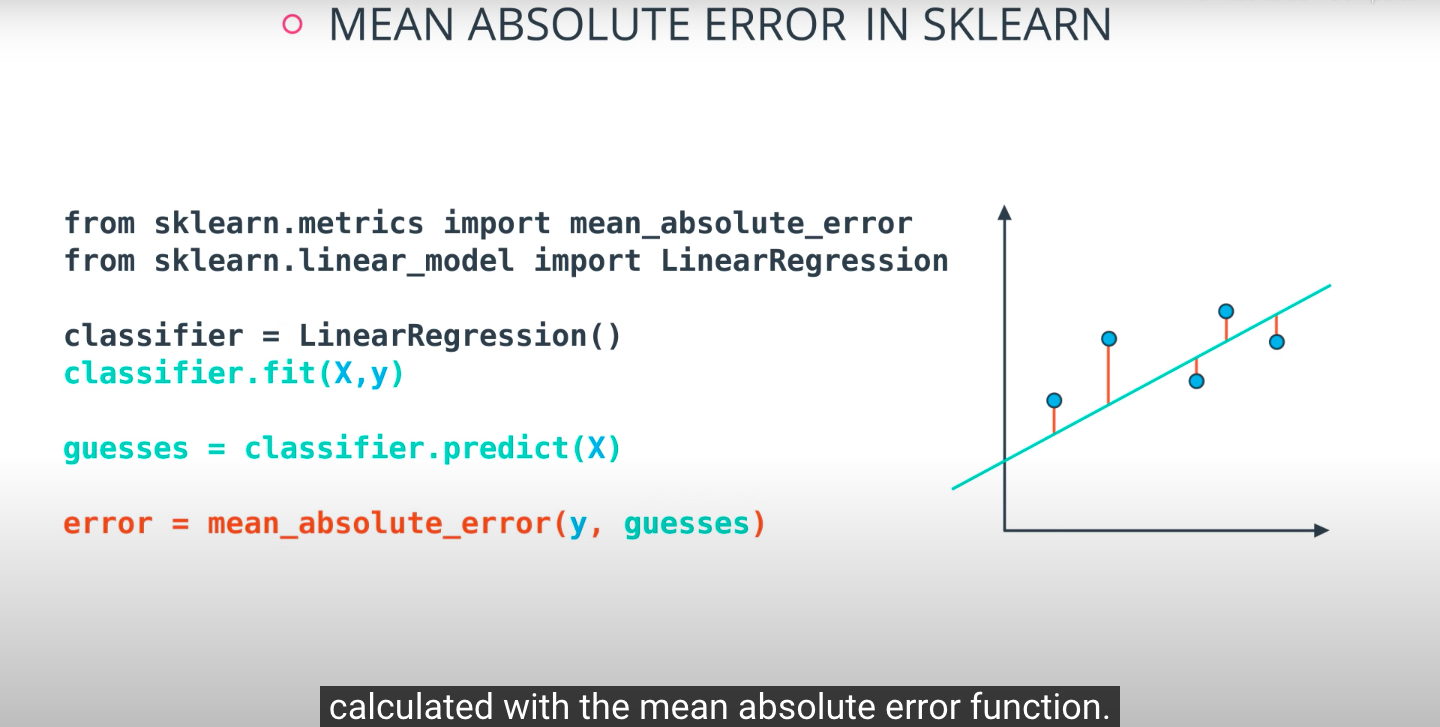 MEAN ABSOLUTE ERROR IN SKLEARN
from sklearn.metrics import mean_absolute_error
from sklearn.linear_model import LinearRegression
classifier = LinearRegression()
classifier.fit(X,y)
guesses = classifier.predict(X)
error = mean_absolute_error(y, guesses)
calculated with the mean absolute error function.